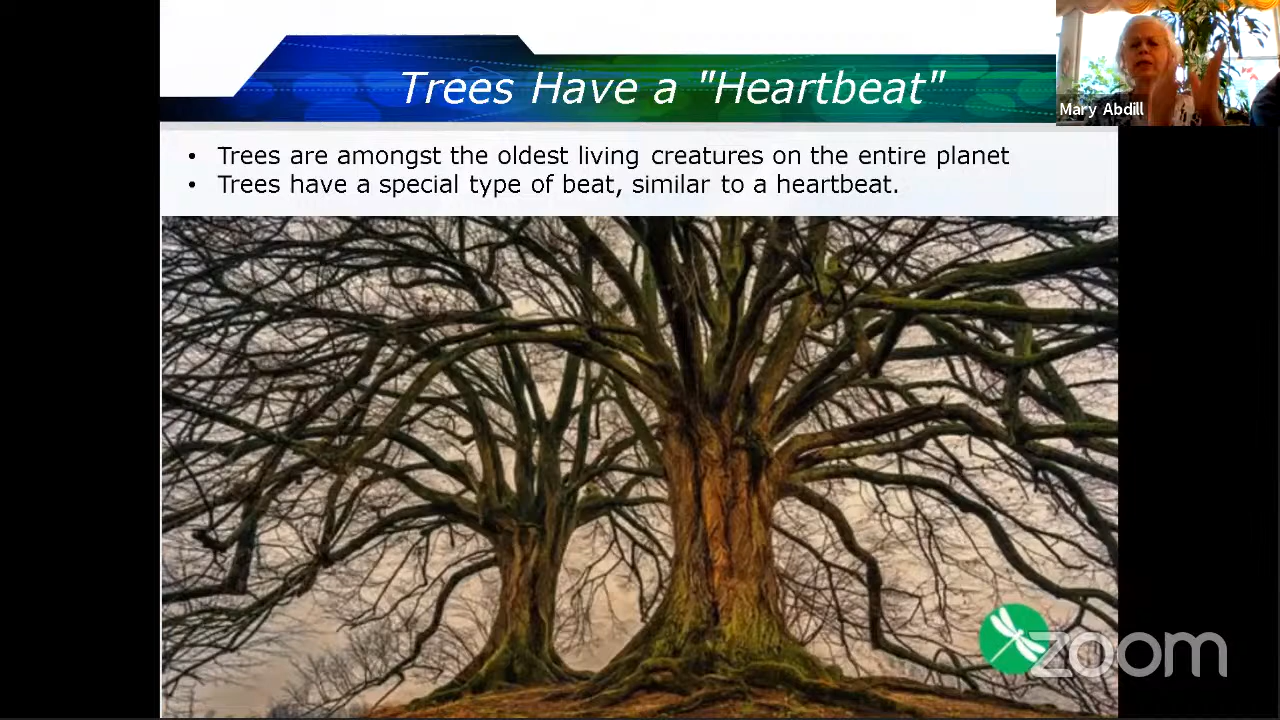 Trees Have a "Heartbeat"
Mary Abdill
• Trees are amongst the oldest living creatures on the entire planet
• Trees have a special type of beat, similar to a heartbeat.
zoom